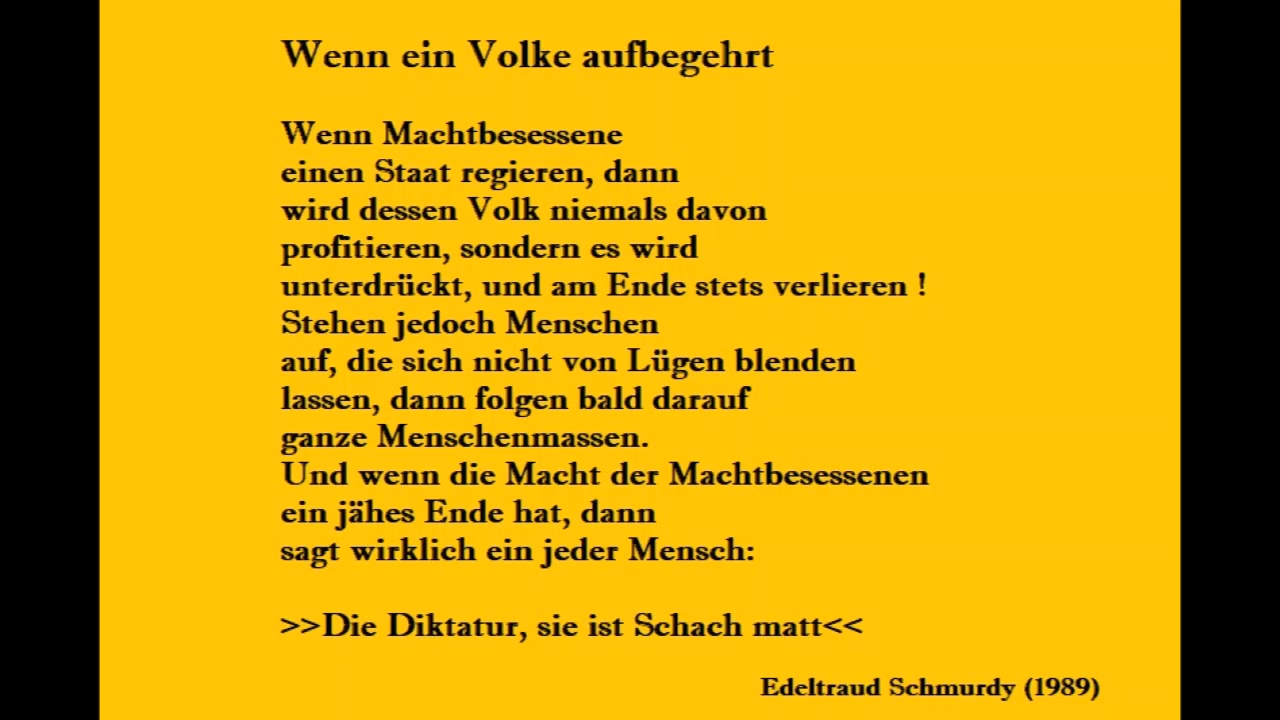 Wenn ein Volke aufbegehrt
Wenn Machtbesessene
einen Staat regieren, dann
wird dessen Volk niemals davon
profitieren, sondern es wird
unterdrückt, und am Ende stets verlieren !
Stehen jedoch Menschen
auf, die sich nicht von Lügen blenden
lassen, dann folgen bald darauf
ganze Menschenmassen.
Und wenn die Macht der Machtbesessenen
ein jähes Ende hat, dann
sagt wirklich ein jeder Mensch:
>>Die Diktatur, sie ist Schach matt<<
Edeltraud Schmurdy (1989)